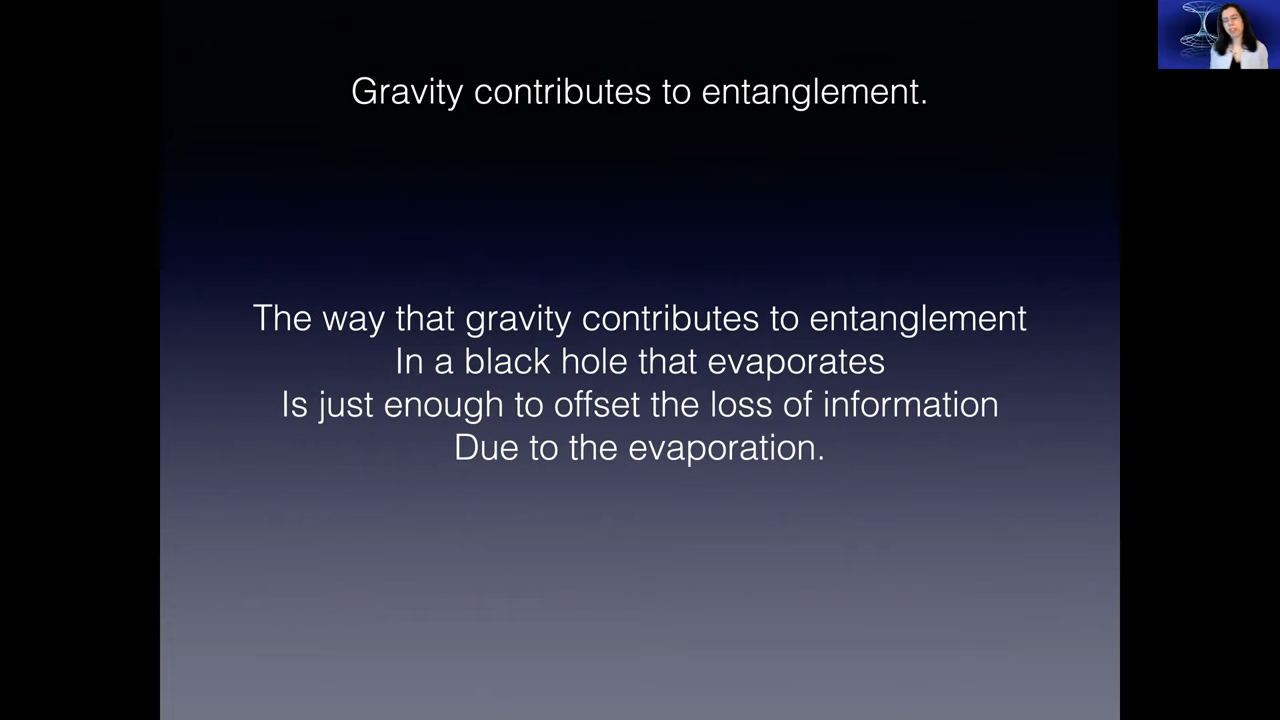 Gravity contributes to entanglement.
The way that gravity contributes to entanglement
In a black hole that evaporates
Is just enough to offset the loss of information
Due to the evaporation.